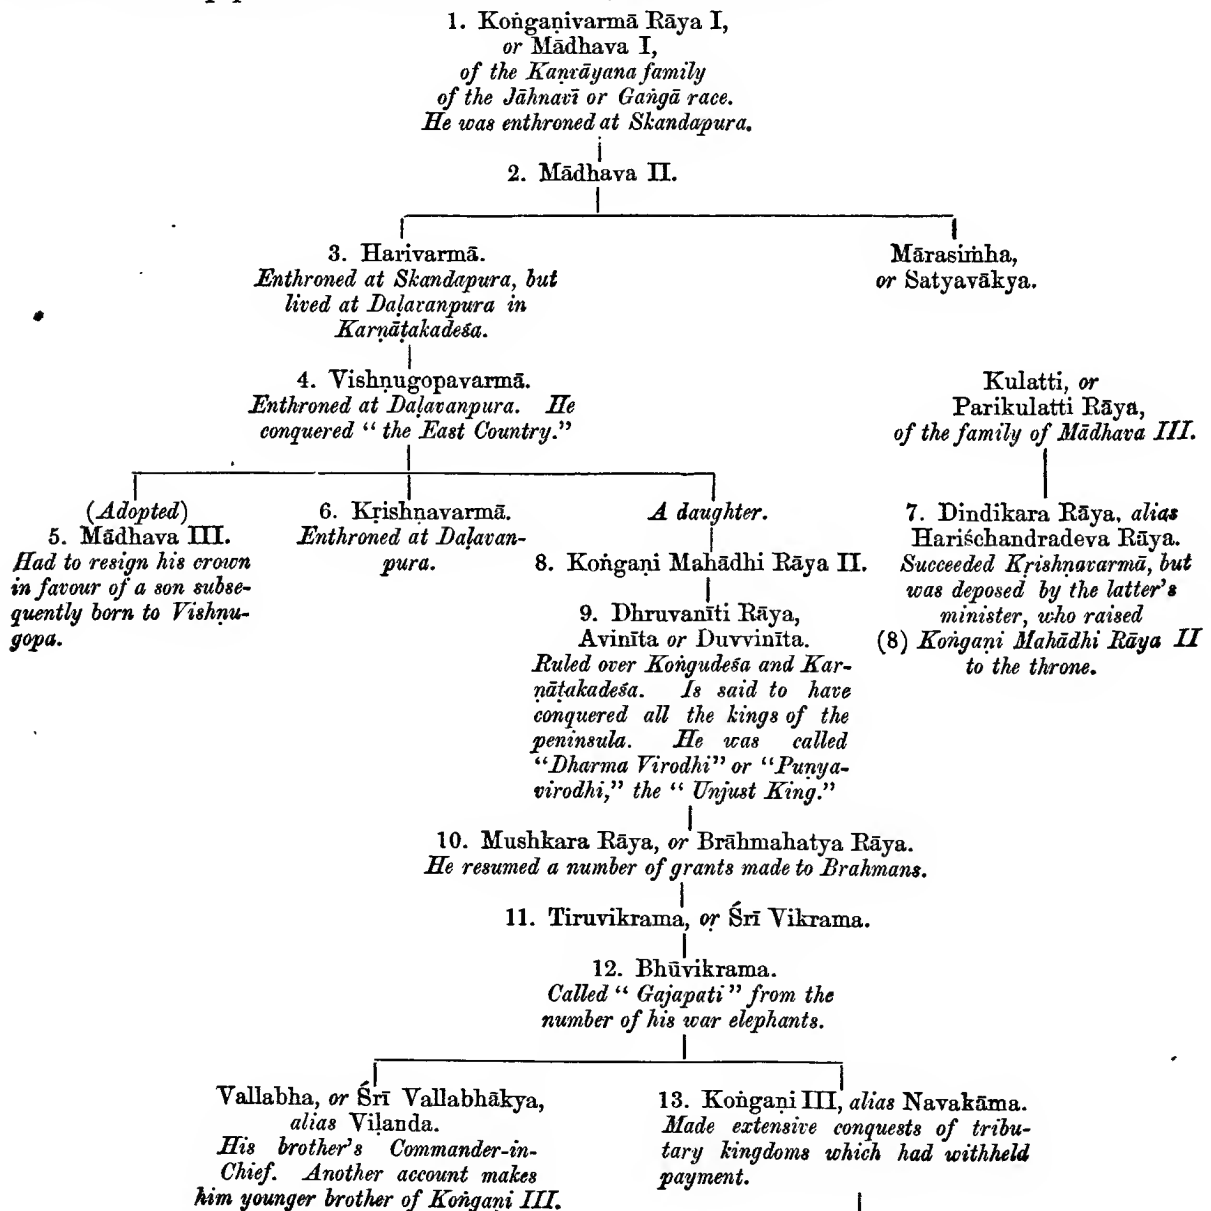 1. Koṅgaṇivarmā Rāya I,
or Mādhava I,
of the Kaṇrāyana family
of the Jāhnavī or Gaṅgā race.
He was enthroned at Skandapura.
2. Mādhava II.
3. Harivarmā.
Enthroned at Skandapura, but
lived at Daḷavanpura in
Karṇāṭakadeśa.
Mārasiṁha,
or Satyavākya.
4. Vishṇugopavarmā.
Enthroned at Daḷavanpura. He
conquered “the East Country.”
Kulatti, or
Parikulatti Rāya,
of the family of Mādhava III.
(Adopted)
5. Mādhava III.
Had to resign his crown
in favour of a son subse-
quently born to Vishṇu-
gopa.
6. Kṛishṇavarmā.
Enthroned at Daḷavan-
pura.
A daughter.
8. Koṅgaṇi Mahādhi Rāya II.
9. Dhruvanīti Rāya,
Avinīta or Duvvinīta.
Ruled over Koṅgudeśa and Kar-
ṇāṭakadeśa. Is said to have
conquered all the kings of the
peninsula. He was called
“Dharma Virodhi” or “Puṇya-
virodhi,” the “Unjust King.”
7. Dindikara Rāya, alias
Hariśchandradeva Rāya.
Succeeded Kṛishṇavarmā, but
was deposed by the latter’s
minister, who raised
(8) Koṅgaṇi Mahādhi Rāya II
to the throne.
10. Mushkara Rāya, or Brāhmahatya Rāya.
He resumed a number of grants made to Brahmans.
11. Tiruvikrama, or Śrī Vikrama.
12. Bhūvikrama.
Called “Gajapati” from the
number of his war elephants.
Vallabha, or Śrī Vallabhākya,
alias Viḷanda.
His brother’s Commander-in-
Chief. Another account makes
him younger brother of Koṅgaṇi III.
13. Koṅgaṇi III, alias Navakāma.
Made extensive conquests of tribu-
tary kingdoms which had withheld
payment.